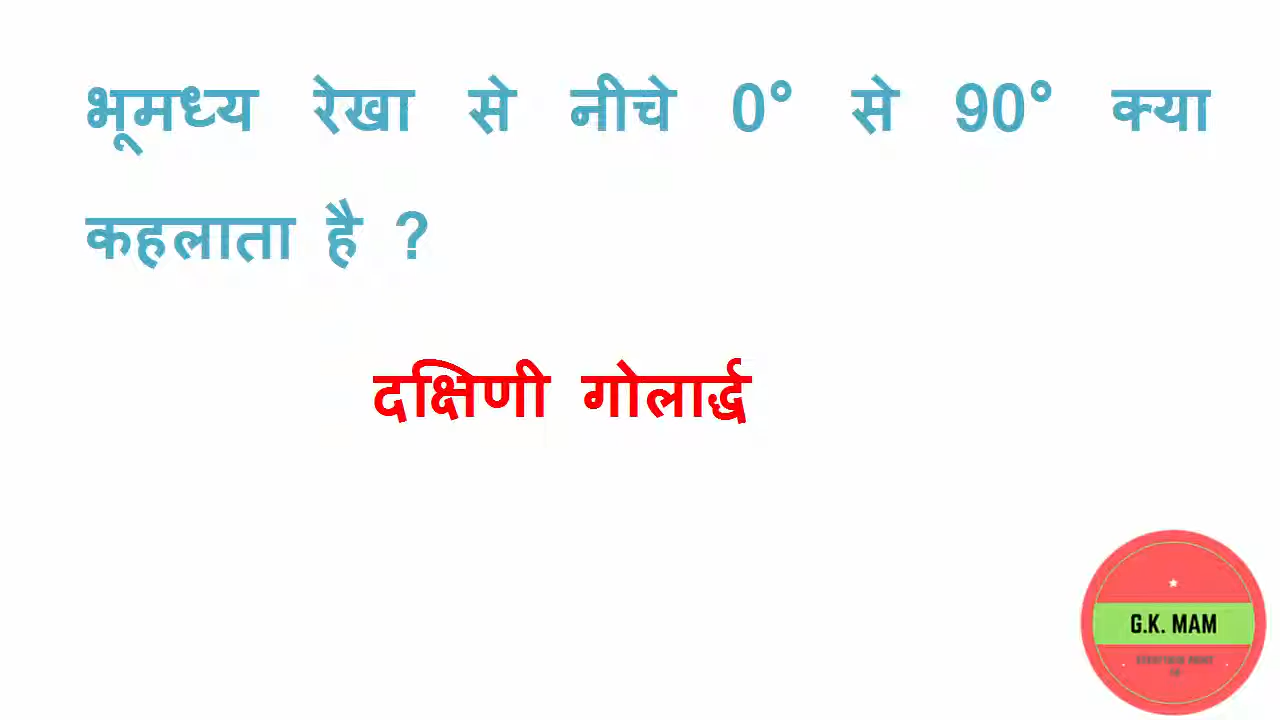 भूमध्य रेखा से नीचे 0° से 90° क्या
कहलाता है ?
दक्षिणी गोलार्द्ध
G.K. MAM